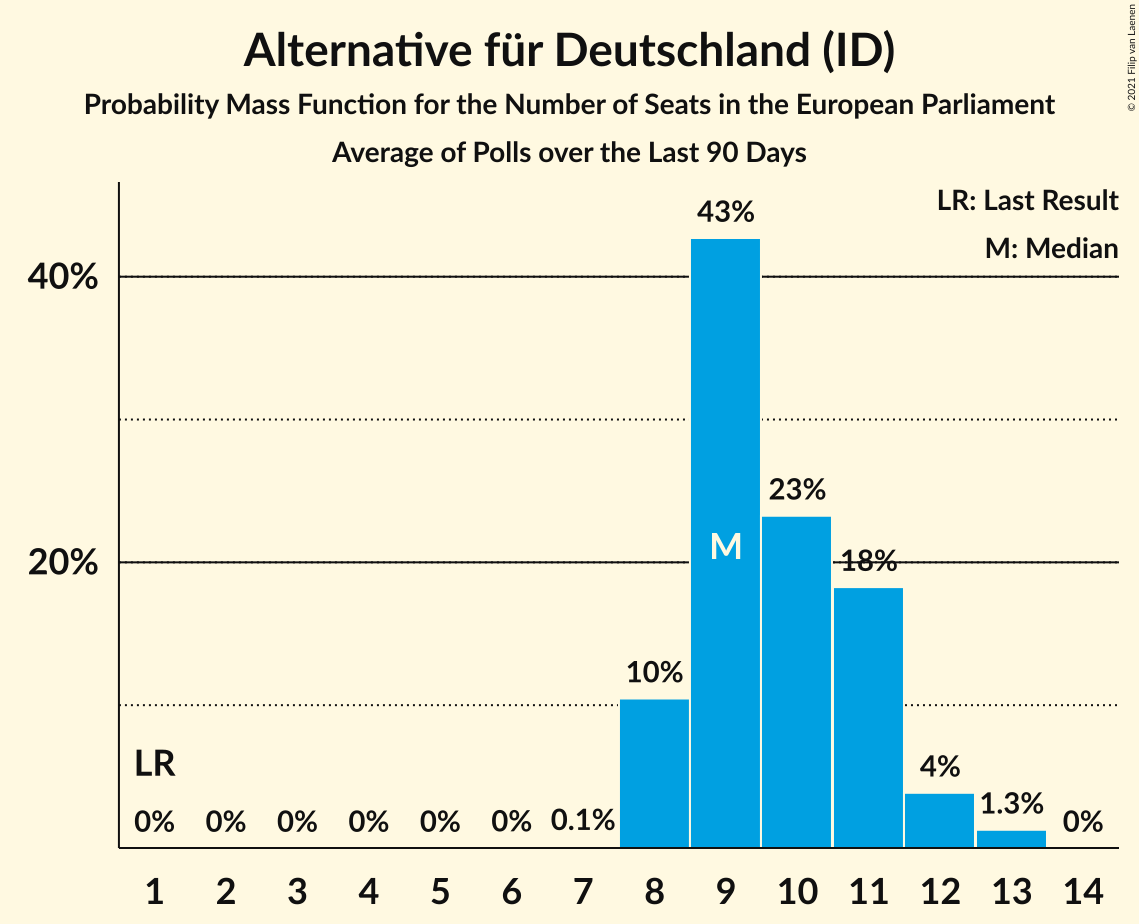 Alternative für Deutschland (ID)
Probability Mass Function for the Number of Seats in the European Parliament
Average of Polls over the Last 90 Days
© 2021 Filip van Laenen
LR: Last Result
M: Median
43%
40%
23%
M
20%
18%
10%
LR
4%
1.3%
0% 0% 0% 0% 0% 0% 0.1% 0%
1 2 3 4 5 6 7 8 9 10 11 12 13 14